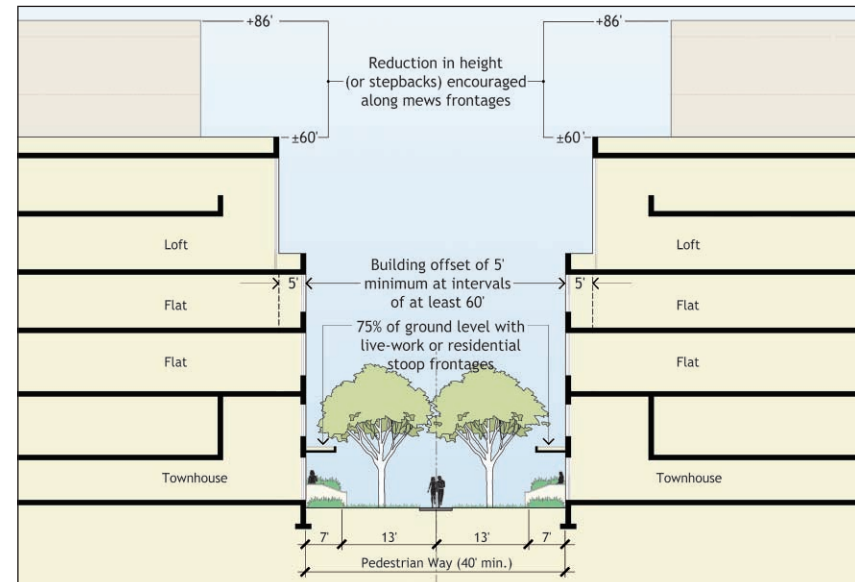 +86'
+86'
Reduction in height
(or stepbacks) encouraged
along mews frontages
±60'
±60'
Loft
Loft
Building offset of 5'
minimum at intervals
of at least 60'
5'
5'
Flat
Flat
75% of ground level with
live-work or residential
stoop frontages
Flat
Flat
Townhouse
Townhouse
7'
13'
13'
7'
Pedestrian Way (40' min.)